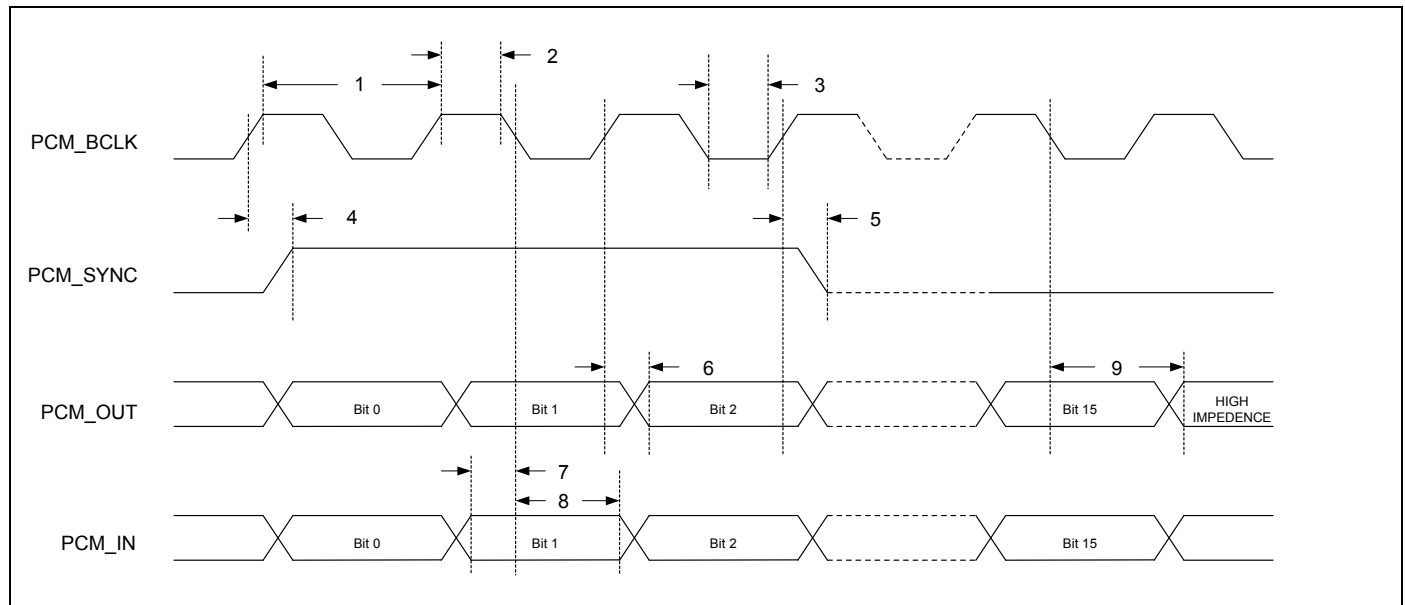 2
1
3
PCM_BCLK
4
5
PCM_SYNC
6
9
PCM_OUT
Bit 0
Bit 1
Bit 2
Bit 15
HIGH
IMPEDENCE
7
8
PCM_IN
Bit 0
Bit 1
Bit 2
Bit 15